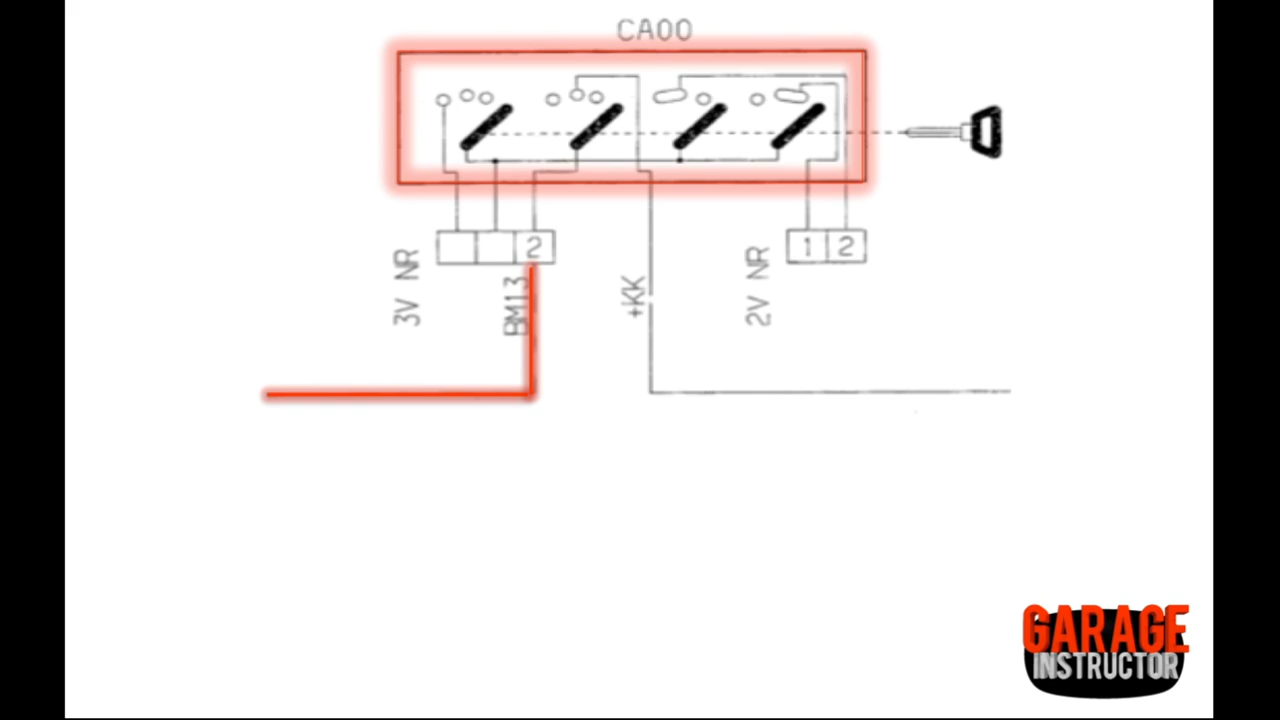 CA00
2
1 2
3V NR
BM13
+KK
2V NR
GARAGE
INSTRUCTOR